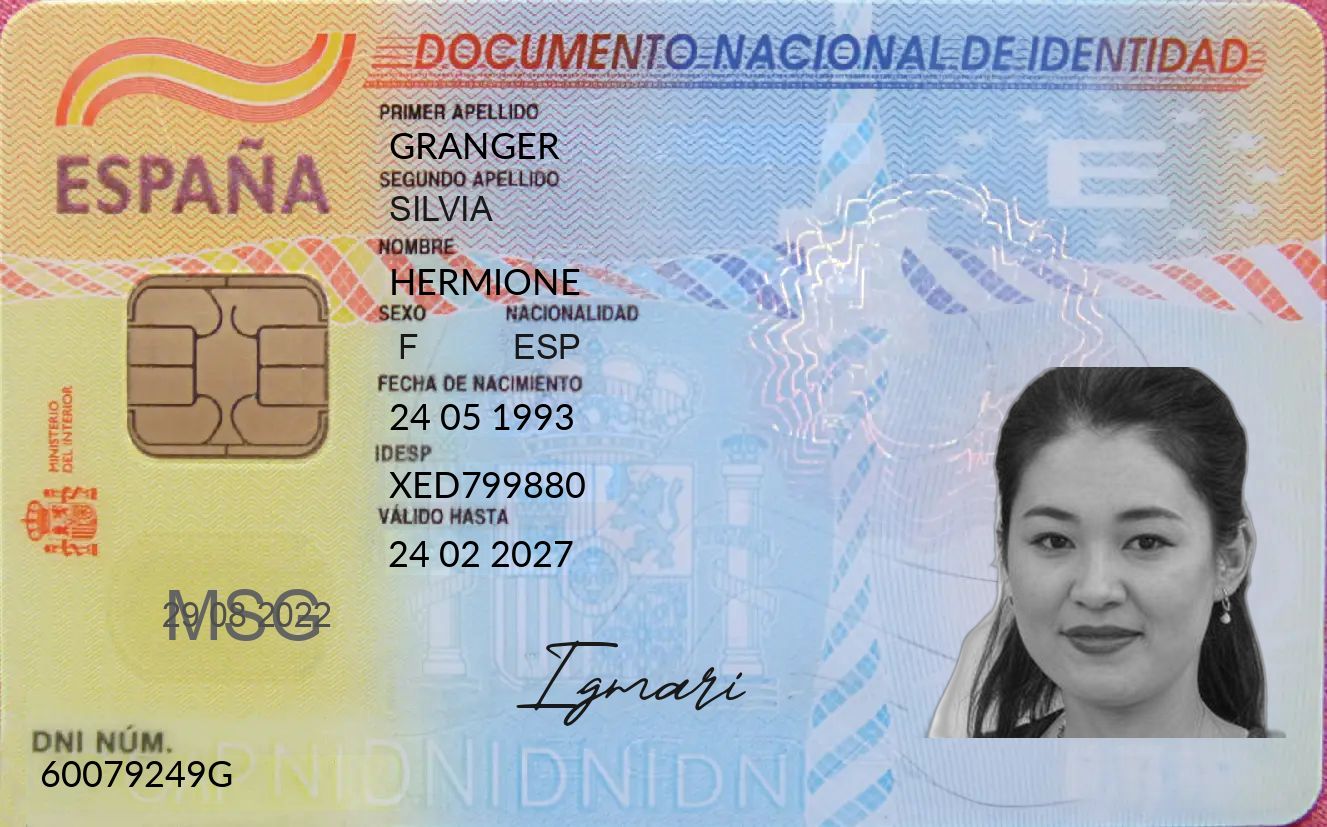 DOCUMENTO NACIONAL DE IDENTIDAD
ESPAÑA
E
PRIMER APELLIDO
GRANGER
SEGUNDO APELLIDO
SILVIA
NOMBRE
HERMIONE
SEXO NACIONALIDAD
F ESP
FECHA DE NACIMIENTO
24 05 1993
IDESP
XED799880
VÁLIDO HASTA
24 02 2027
MINISTERIO
DEL INTERIOR
MSG
29 08 2022
Igmari
DNI NÚM.
60079249G
DNIDNIDNIDN